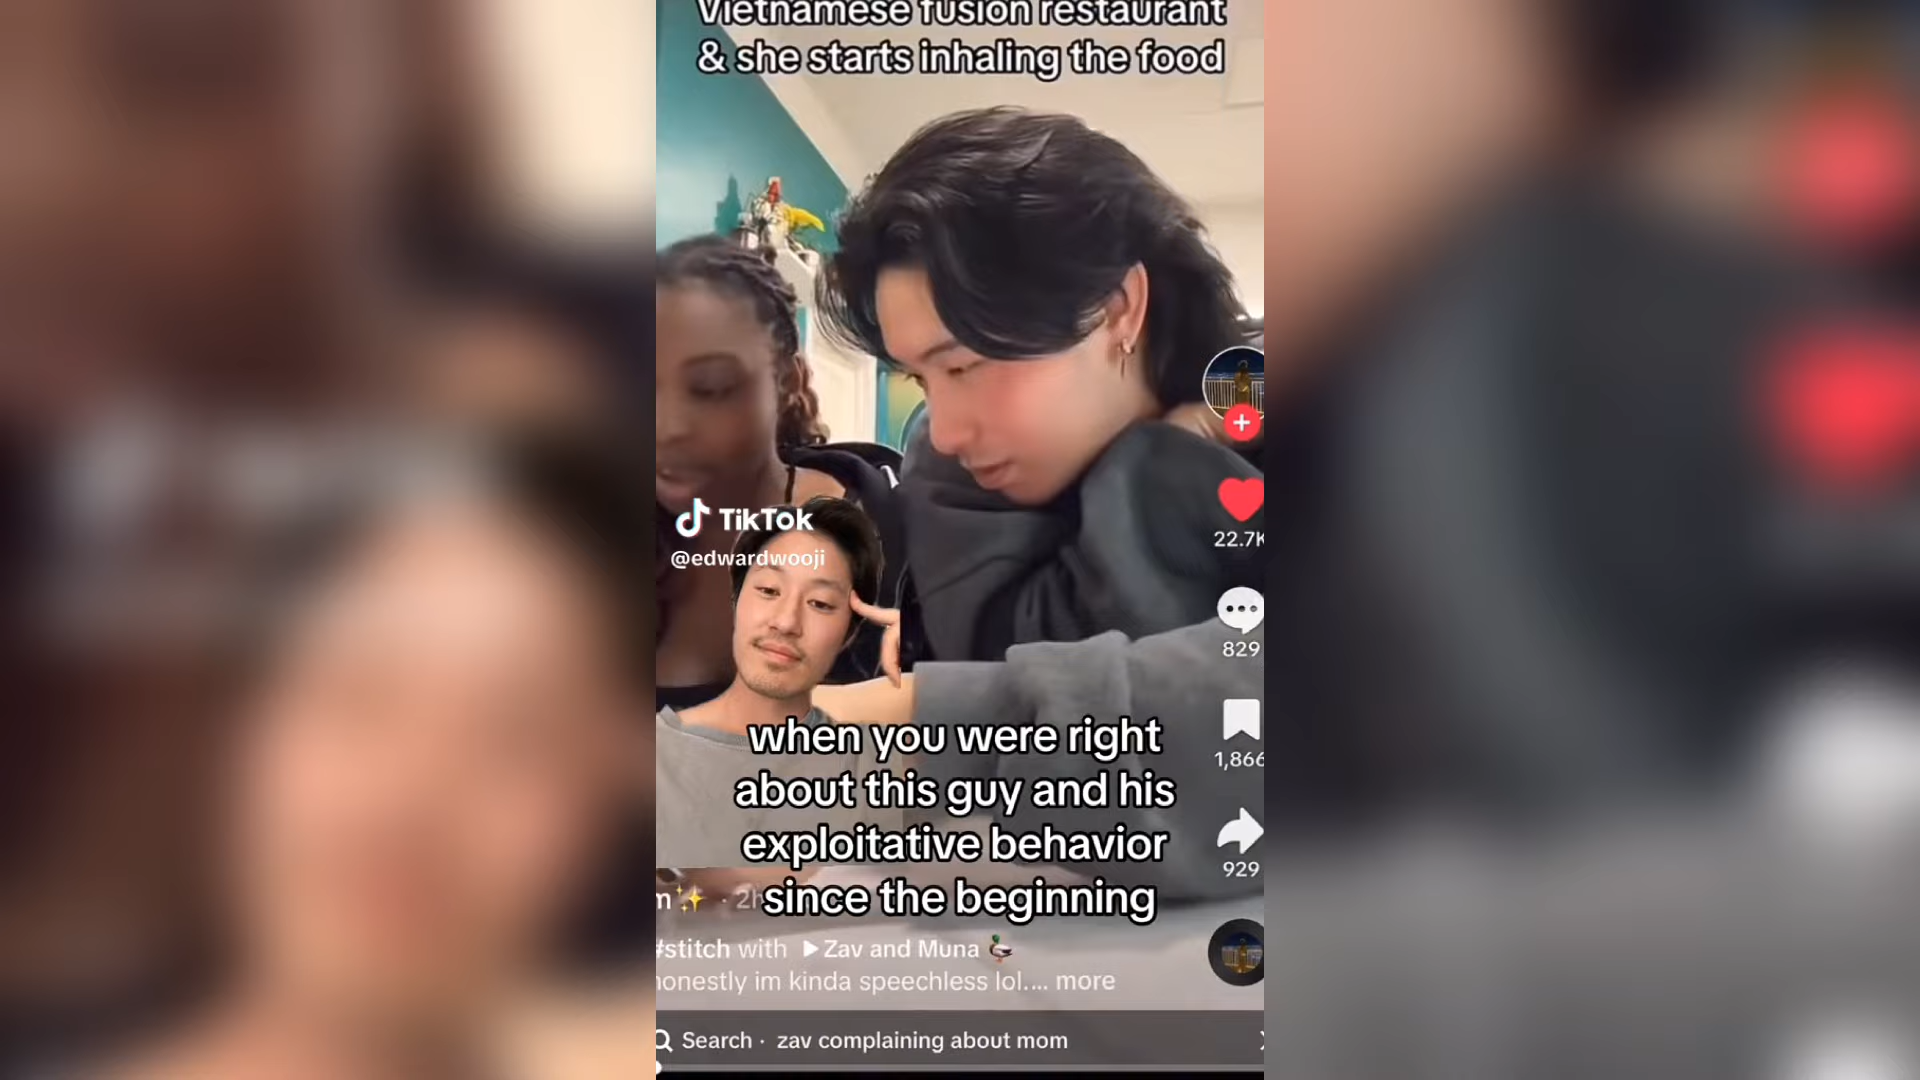 Vietnamese fusion restaurant
& she starts inhaling the food
TikTok
@edwardwooji
22.7K
829
1,866
929
when you were right
about this guy and his
exploitative behavior
since the beginning
m✨ · 2h
#stitch with ▶ Zav and Muna 🦆
honestly im kinda speechless lol.... more
Search · zav complaining about mom